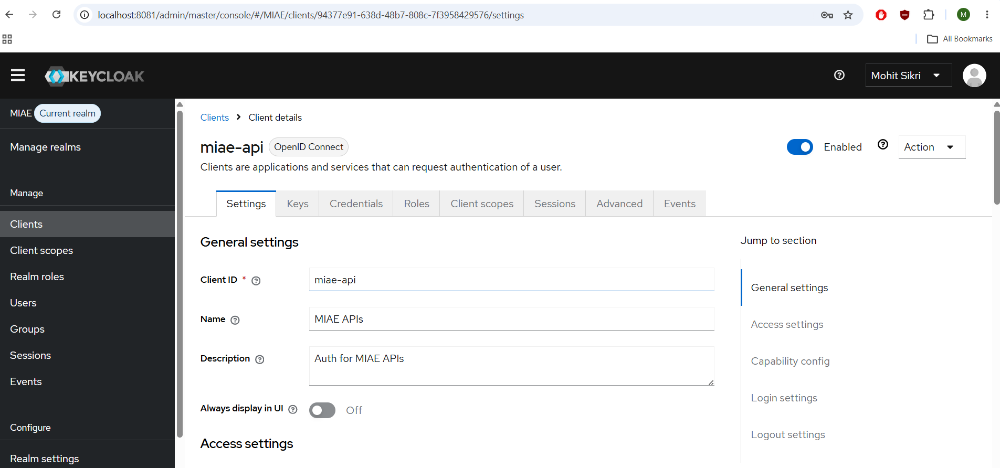 localhost:8081/admin/master/console/#/MIAE/clients/94377e91-638d-48b7-808c-7f3958429576/settings
M
All Bookmarks
KEYCLOAK
Mohit Sikri
MIAE Current realm
Manage realms
Manage
Clients
Client scopes
Realm roles
Users
Groups
Sessions
Events
Configure
Realm settings
Clients > Client details
miae-api OpenID Connect
Enabled
Action
Clients are applications and services that can request authentication of a user.
Settings Keys Credentials Roles Client scopes Sessions Advanced Events
General settings
Client ID *
miae-api
Name
MIAE APIs
Description
Auth for MIAE APIs
Always display in UI
Off
Access settings
Jump to section
General settings
Access settings
Capability config
Login settings
Logout settings